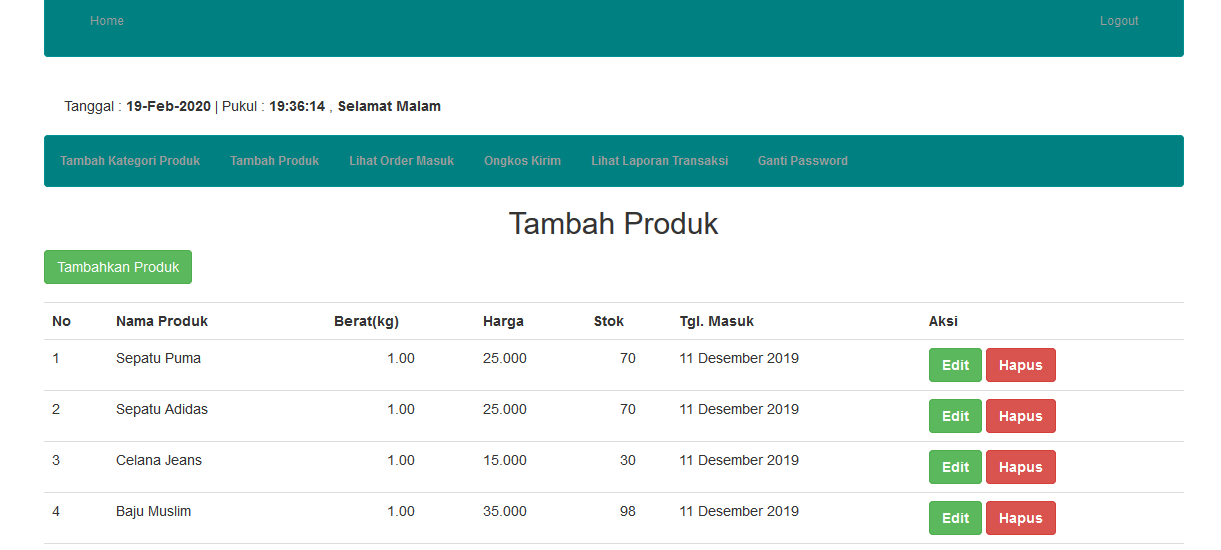 Home Logout
Tanggal : 19-Feb-2020 | Pukul : 19:36:14 , Selamat Malam
Tambah Kategori Produk Tambah Produk Lihat Order Masuk Ongkos Kirim Lihat Laporan Transaksi Ganti Password
Tambah Produk
Tambahkan Produk
No Nama Produk Berat(kg) Harga Stok Tgl. Masuk Aksi
1 Sepatu Puma 1.00 25.000 70 11 Desember 2019 Edit Hapus
2 Sepatu Adidas 1.00 25.000 70 11 Desember 2019 Edit Hapus
3 Celana Jeans 1.00 15.000 30 11 Desember 2019 Edit Hapus
4 Baju Muslim 1.00 35.000 98 11 Desember 2019 Edit Hapus